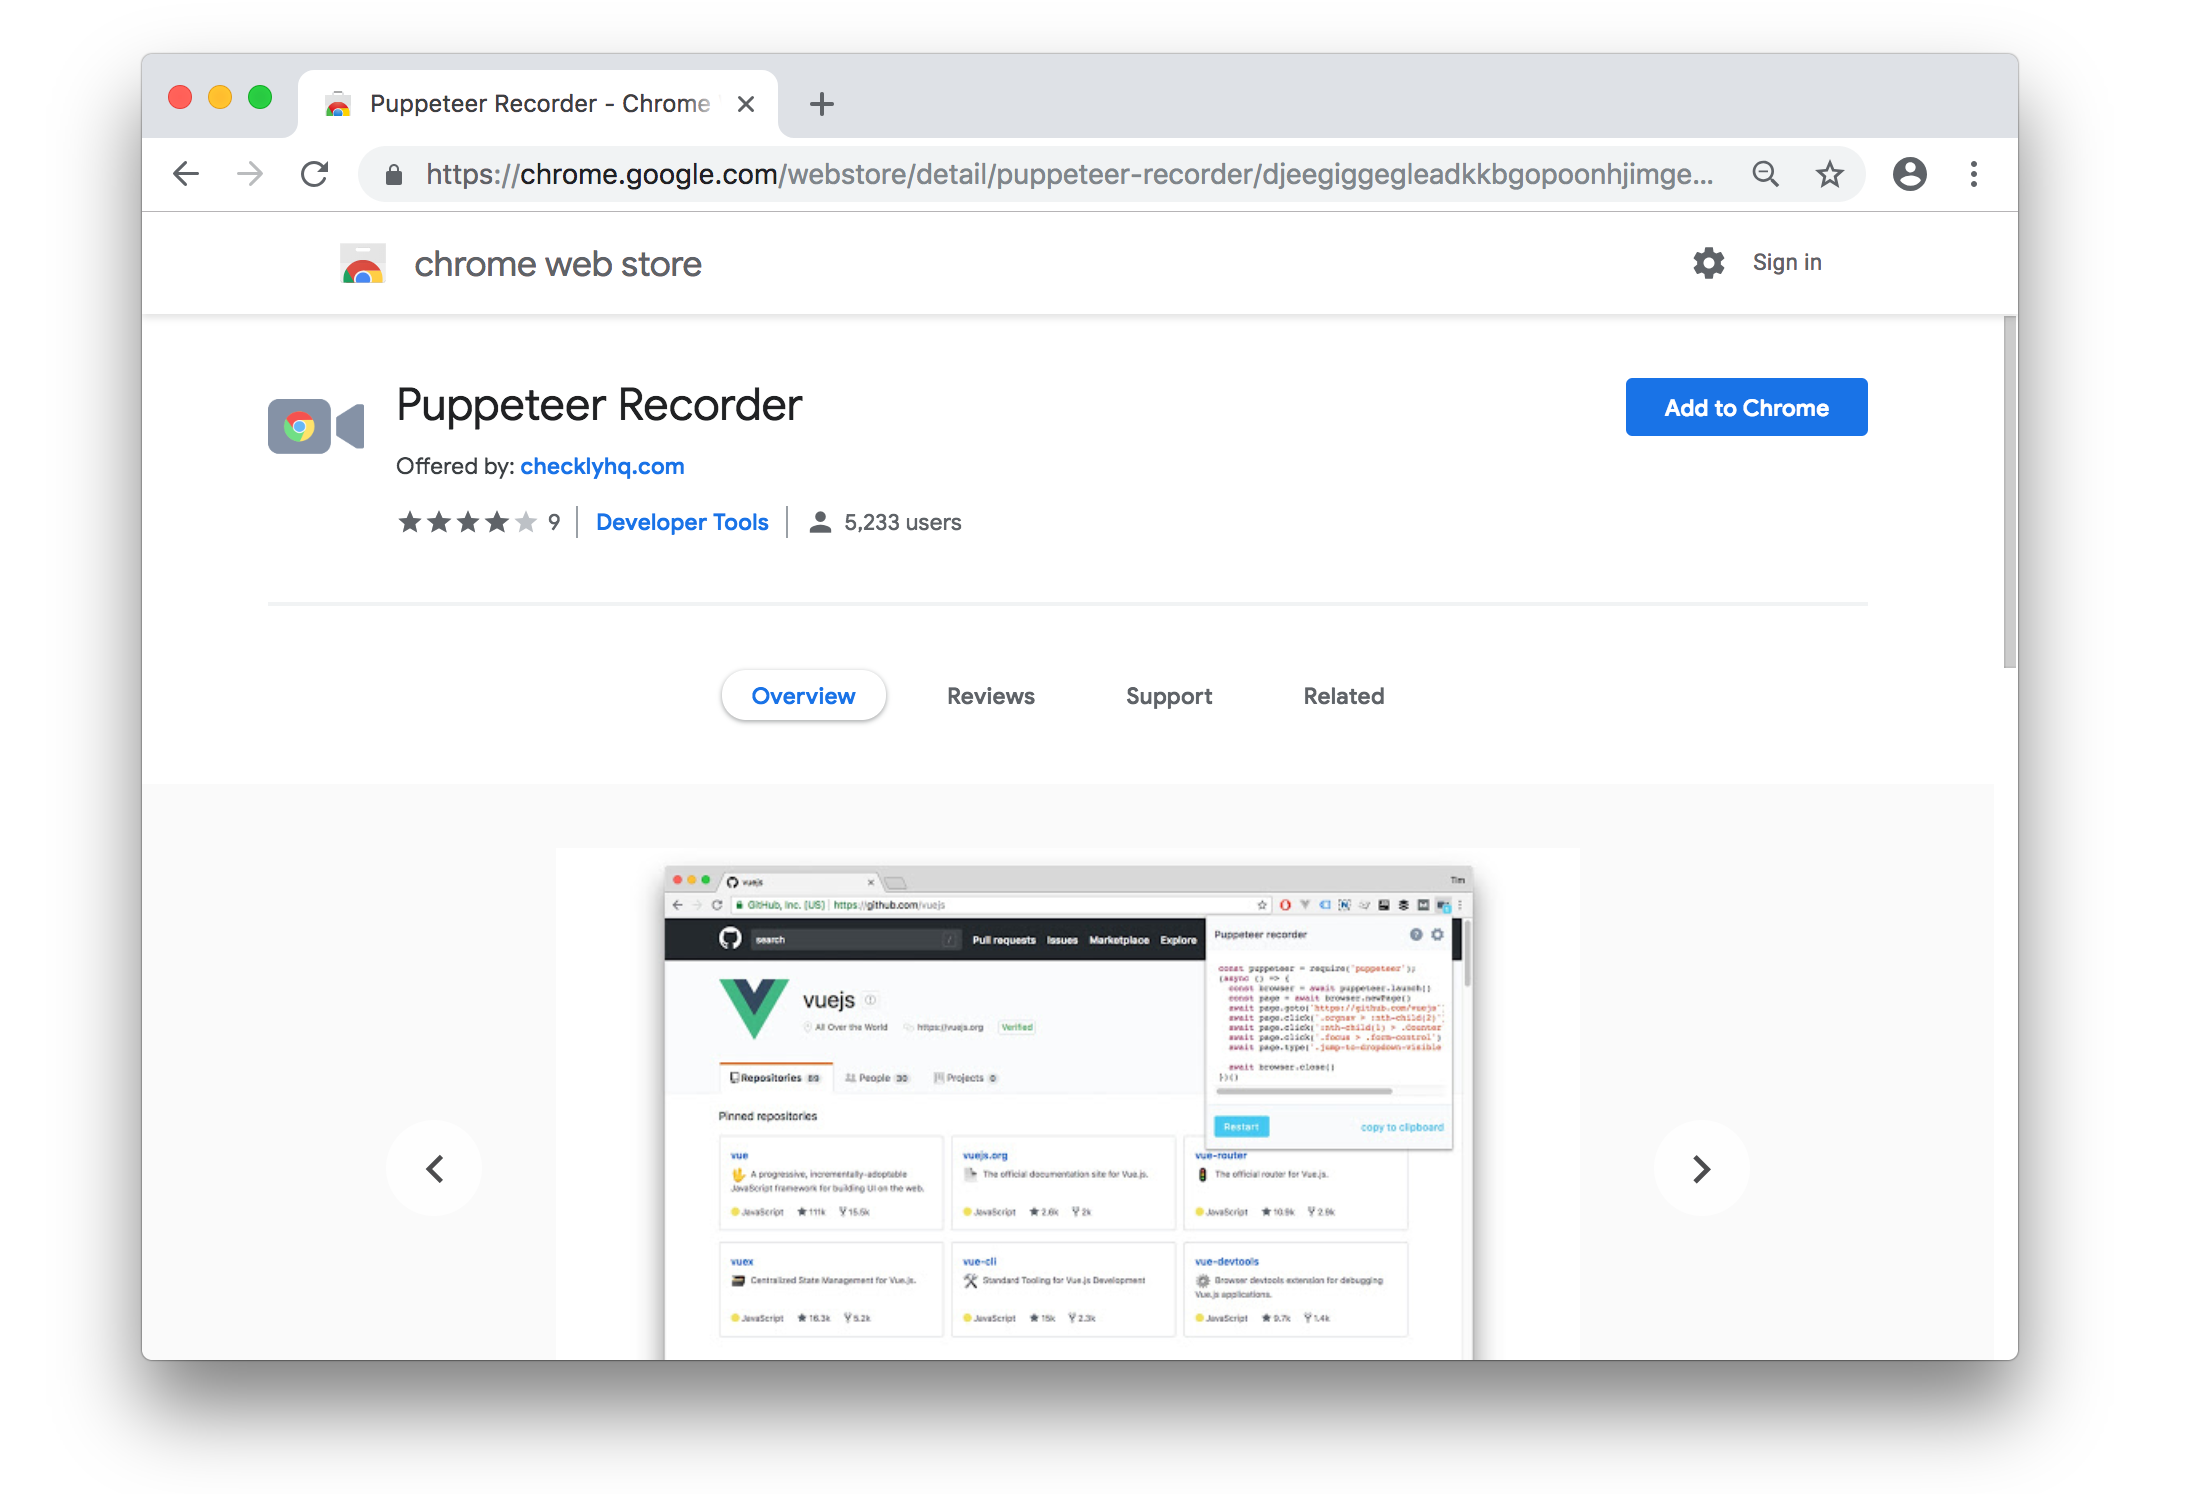 Puppeteer Recorder - Chrome
https://chrome.google.com/webstore/detail/puppeteer-recorder/djeegiggegleadkkbgopoonhjimge...
chrome web store
Sign in
Puppeteer Recorder
Add to Chrome
Offered by: checklyhq.com
9
Developer Tools
5,233 users
Overview
Reviews
Support
Related
vuejs
Tim
GitHub, Inc. [US] | https://github.com/vuejs
search
/
Pull requests Issues Marketplace Explore
Puppeteer recorder
const puppeteer = require('puppeteer');
(async () => {
const browser = await puppeteer.launch()
const page = await browser.newPage()
await page.goto('https://github.com/vuejs'
await page.click('.orgnav > :nth-child(2)'
await page.click(':nth-child(1) > .Counter'
await page.click('.focus > .form-control')
await page.type('.jump-to-dropdown-visible
await browser.close()
})()
Restart
copy to clipboard
vuejs
All Over the World
https://vuejs.org
Verified
Repositories 89
People 30
Projects 0
Pinned repositories
vue
A progressive, incrementally-adoptable
JavaScript framework for building UI on the web.
JavaScript 111k 15.5k
vuejs.org
The official documentation site for Vue.js.
JavaScript 2.6k 2k
vue-router
The official router for Vue.js.
JavaScript 10.9k 2.9k
vuex
Centralized State Management for Vue.js.
JavaScript 16.3k 5.2k
vue-cli
Standard Tooling for Vue.js Development
JavaScript 15k 2.3k
vue-devtools
Browser devtools extension for debugging
Vue.js applications.
JavaScript 9.7k 1.4k